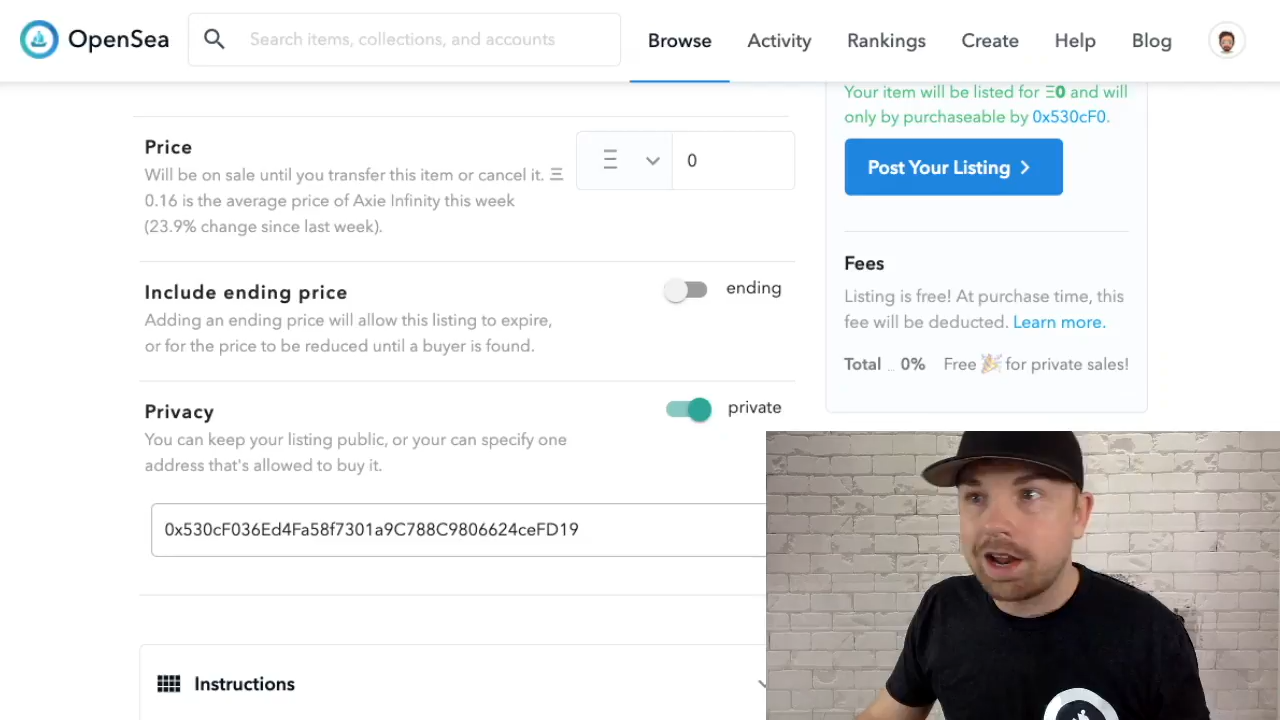 OpenSea
Search items, collections, and accounts
Browse
Activity
Rankings
Create
Help
Blog
Price
Will be on sale until you transfer this item or cancel it. Ξ
0.16 is the average price of Axie Infinity this week
(23.9% change since last week).
Ξ
0
Include ending price
Adding an ending price will allow this listing to expire,
or for the price to be reduced until a buyer is found.
ending
Privacy
You can keep your listing public, or your can specify one
address that's allowed to buy it.
private
0x530cF036Ed4Fa58f7301a9C788C9806624ceFD19
Instructions
Your item will be listed for Ξ0 and will
only by purchaseable by 0x530cF0.
Post Your Listing
Fees
Listing is free! At purchase time, this
fee will be deducted. Learn more.
Total .. 0% Free 🎉 for private sales!